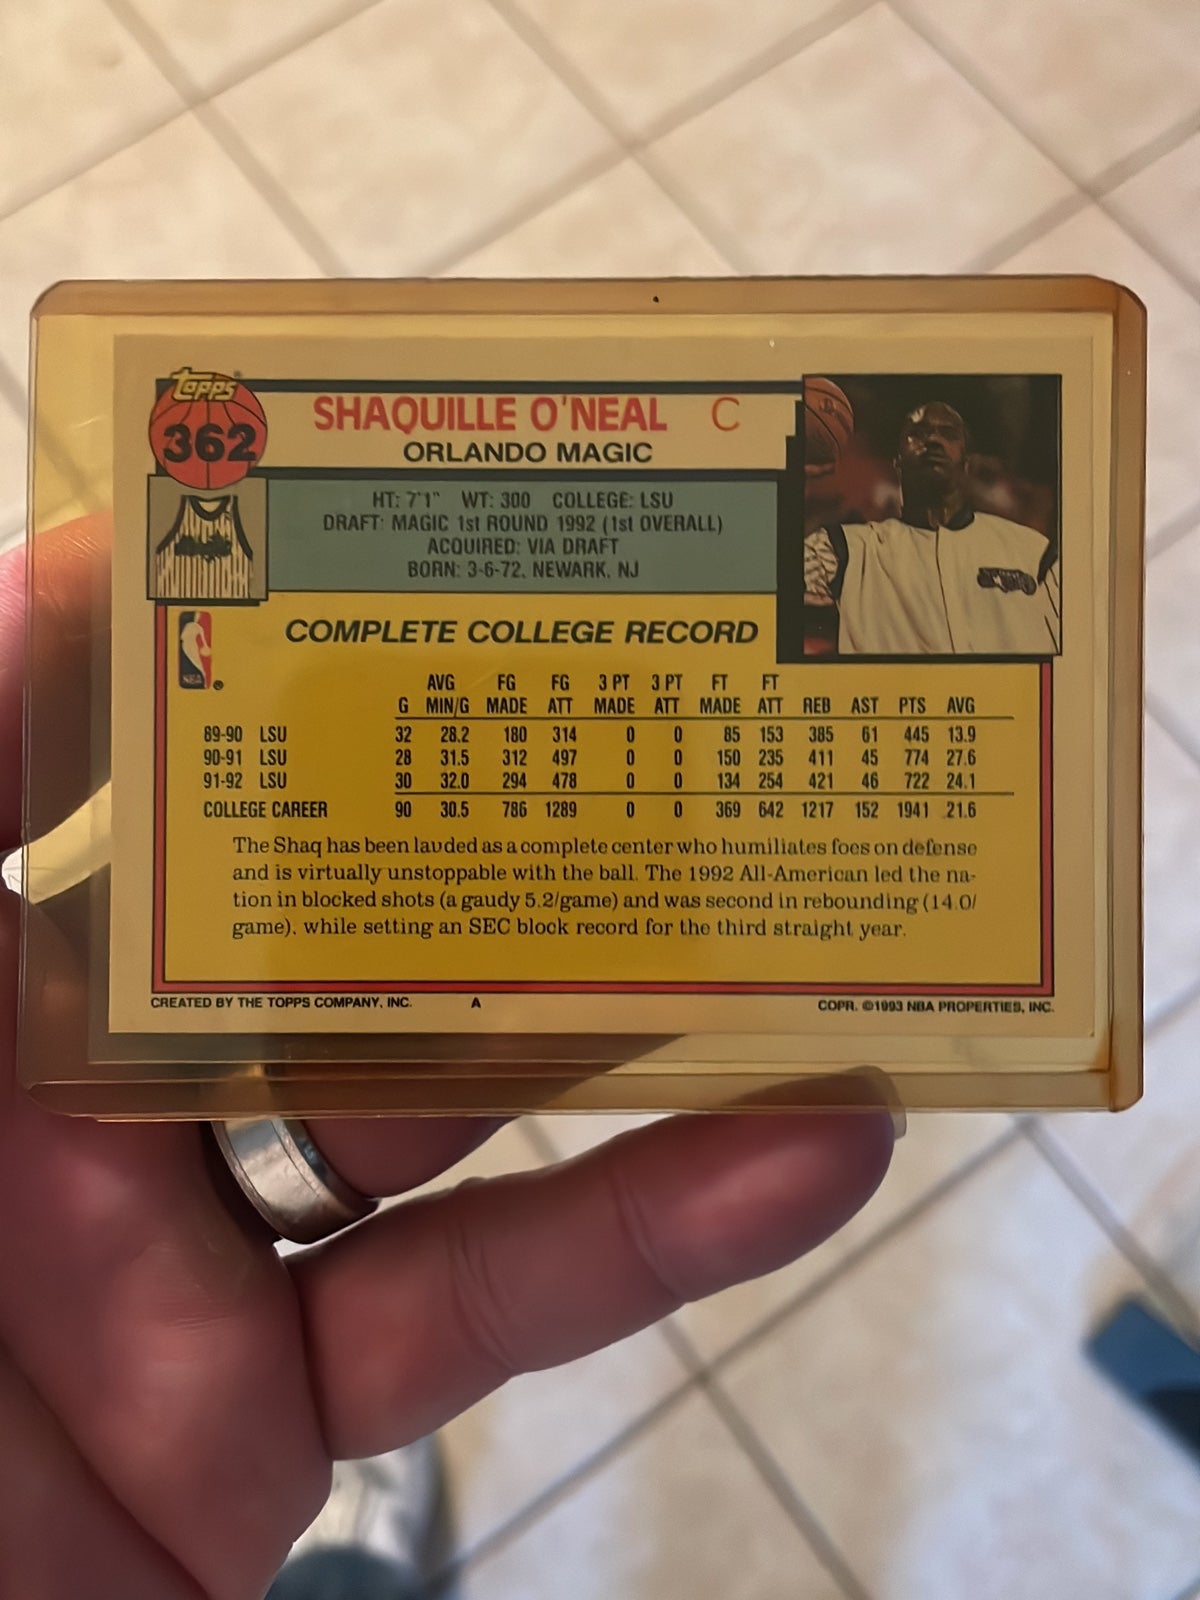 topps
362
SHAQUILLE O'NEAL C
ORLANDO MAGIC
HT: 7'1" WT: 300 COLLEGE: LSU
DRAFT: MAGIC 1st ROUND 1992 (1st OVERALL)
ACQUIRED: VIA DRAFT
BORN: 3-6-72, NEWARK, NJ
NBA ®
COMPLETE COLLEGE RECORD
AVG FG FG 3 PT 3 PT FT FT
G MIN/G MADE ATT MADE ATT MADE ATT REB AST PTS AVG
89-90 LSU 32 28.2 180 314 0 0 85 153 385 61 445 13.9
90-91 LSU 28 31.5 312 497 0 0 150 235 411 45 774 27.6
91-92 LSU 30 32.0 294 478 0 0 134 254 421 46 722 24.1
COLLEGE CAREER 90 30.5 786 1289 0 0 369 642 1217 152 1941 21.6
The Shaq has been lauded as a complete center who humiliates foes on defense
and is virtually unstoppable with the ball. The 1992 All-American led the na-
tion in blocked shots (a gaudy 5.2/game) and was second in rebounding (14.0/
game), while setting an SEC block record for the third straight year.
CREATED BY THE TOPPS COMPANY, INC. A COPR. ©1993 NBA PROPERTIES, INC.